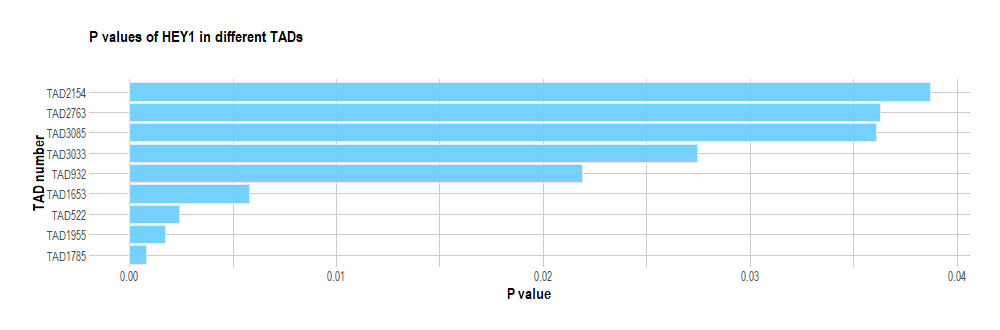 P values of HEY1 in different TADs
TAD number
TAD2154
TAD2763
TAD3085
TAD3033
TAD932
TAD1653
TAD522
TAD1955
TAD1785
0.00 0.01 0.02 0.03 0.04
P value